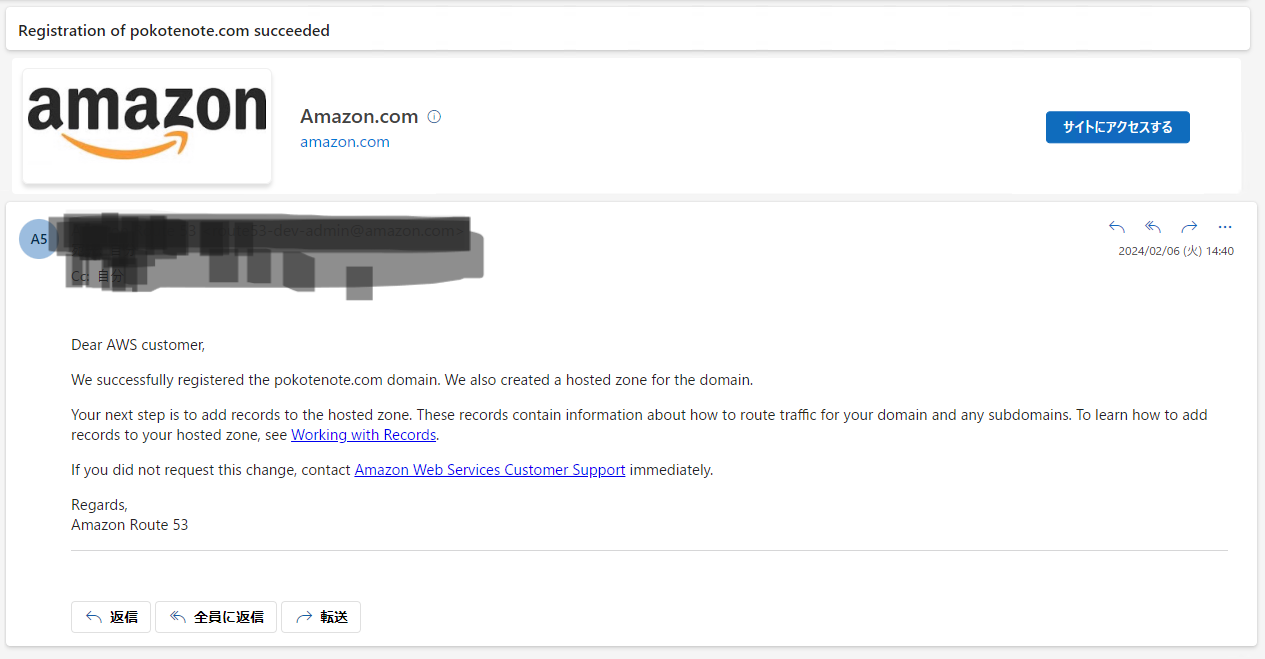 Registration of pokotenote.com succeeded
amazon
Amazon.com
amazon.com
サイトにアクセスする
A5
53-dev-admin@amazon.com>
Cc: 自分
2024/02/06 (火) 14:40
Dear AWS customer,
We successfully registered the pokotenote.com domain. We also created a hosted zone for the domain.
Your next step is to add records to the hosted zone. These records contain information about how to route traffic for your domain and any subdomains. To learn how to add
records to your hosted zone, see Working with Records.
If you did not request this change, contact Amazon Web Services Customer Support immediately.
Regards,
Amazon Route 53
返信 全員に返信 転送